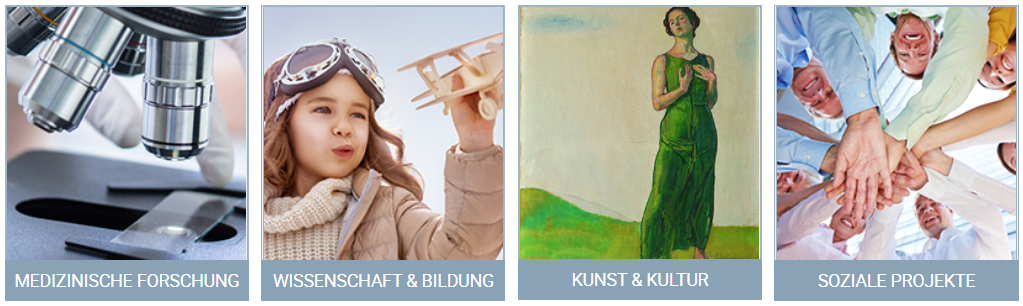 MEDIZINISCHE FORSCHUNG
WISSENSCHAFT & BILDUNG
KUNST & KULTUR
SOZIALE PROJEKTE